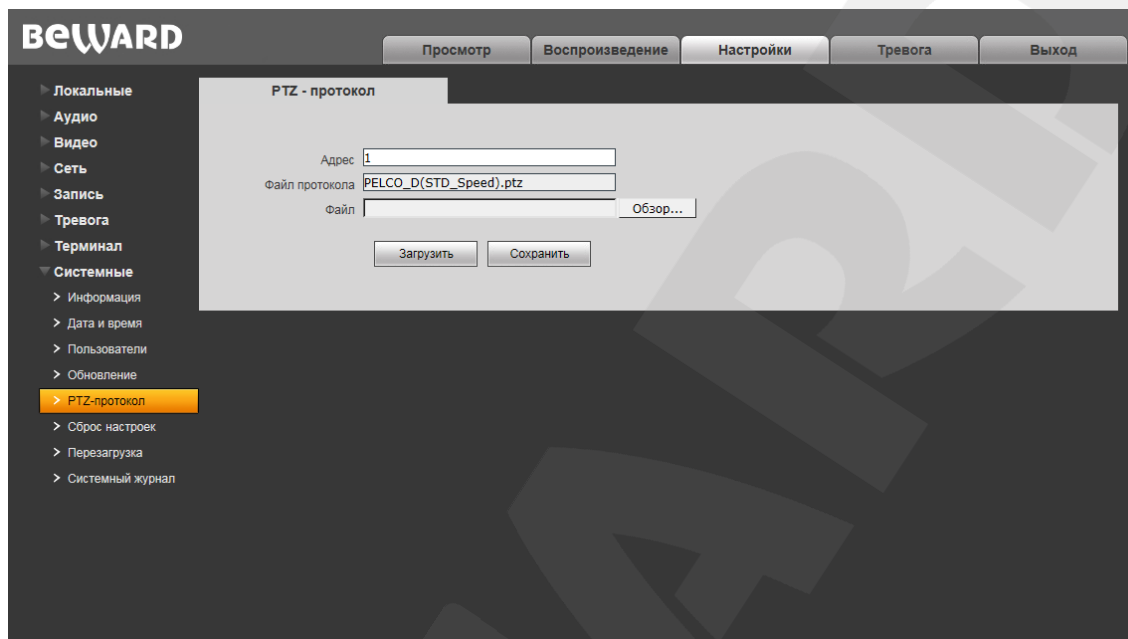 BEWARD
Просмотр Воспроизведение Настройки Тревога Выход
Локальные
Аудио
Видео
Сеть
Запись
Тревога
Терминал
Системные
Информация
Дата и время
Пользователи
Обновление
PTZ-протокол
Сброс настроек
Перезагрузка
Системный журнал
PTZ - протокол
Адрес 1
Файл протокола PELCO_D(STD_Speed).ptz
Файл Обзор...
Загрузить Сохранить